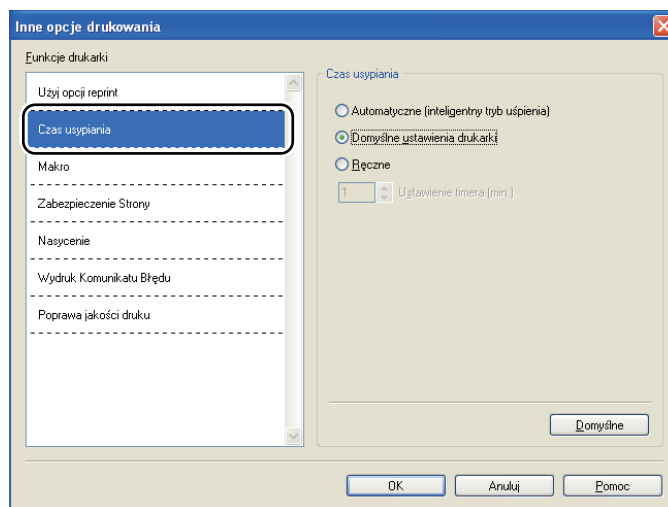 Inne opcje drukowania
Funkcje drukarki
Użyj opcji reprint
Czas usypiania
Makro
Zabezpieczenie Strony
Nasycenie
Wydruk Komunikatu Błędu
Poprawa jakości druku
Czas usypiania
Automatyczne (inteligentny tryb uśpienia)
Domyślne ustawienia drukarki
Ręczne
1 Ustawienie timera (min.)
Domyślne
OK Anuluj Pomoc